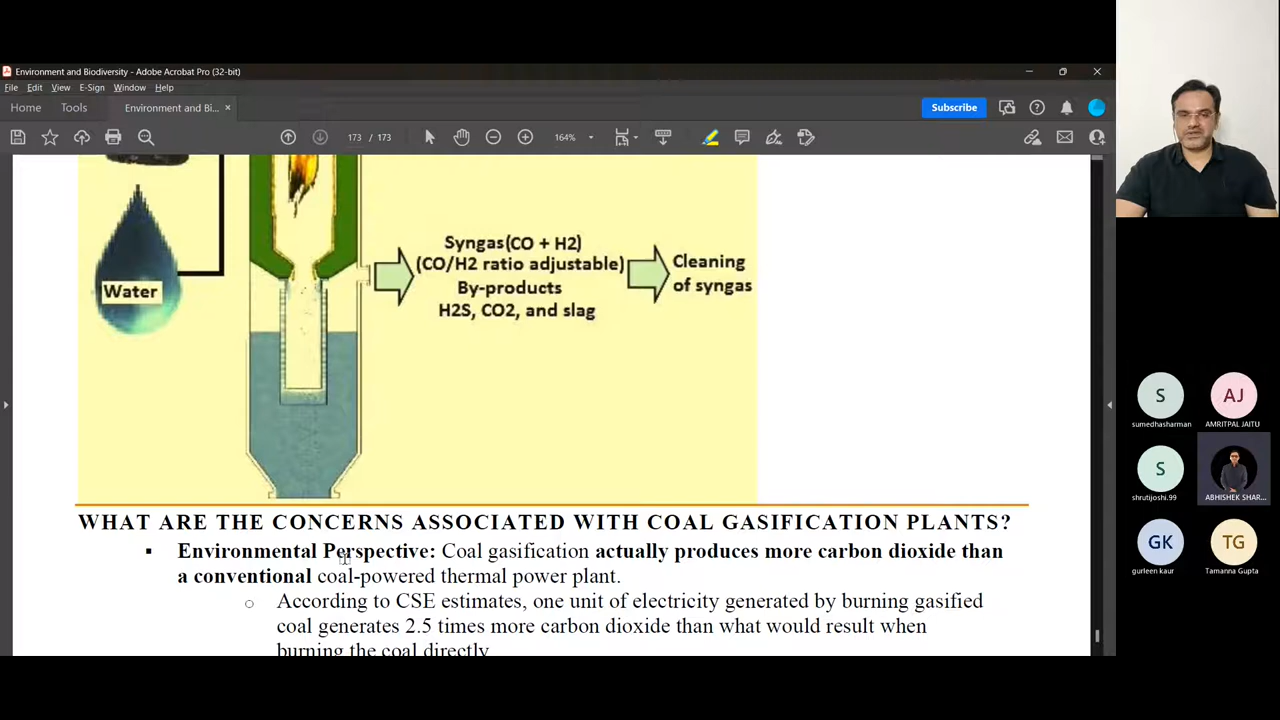 Environment and Biodiversity - Adobe Acrobat Pro (32-bit)
File Edit View E-Sign Window Help
Home Tools Environment and Bi... × Subscribe
173 / 173 164%
Water
Syngas(CO + H2)
(CO/H2 ratio adjustable)
By-products
H2S, CO2, and slag
Cleaning
of syngas
WHAT ARE THE CONCERNS ASSOCIATED WITH COAL GASIFICATION PLANTS?
▪ Environmental Perspective: Coal gasification actually produces more carbon dioxide than
a conventional coal-powered thermal power plant.
○ According to CSE estimates, one unit of electricity generated by burning gasified
coal generates 2.5 times more carbon dioxide than what would result when
burning the coal directly
S AJ
sumedhasharman AMRITPAL JAITU
S
shrutijoshi.99 ABHISHEK SHAR...
GK TG
gurleen kaur Tamanna Gupta